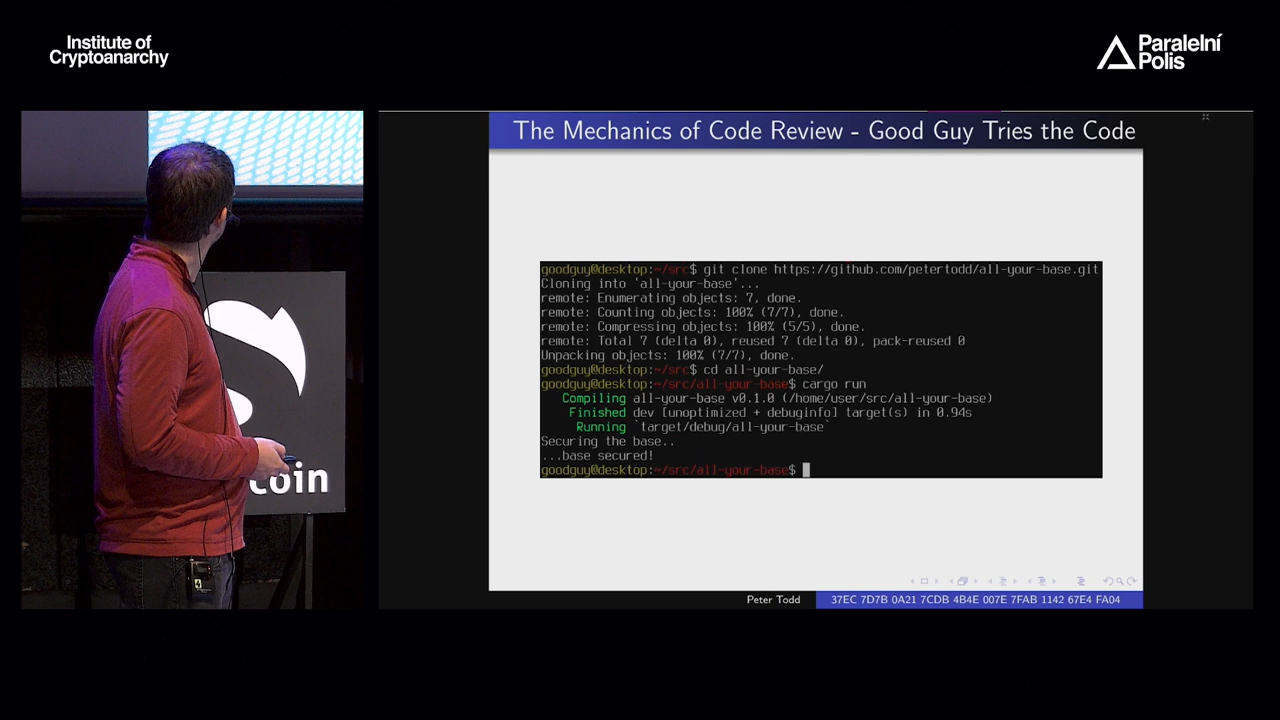 Institute of
Cryptoanarchy
Paralelní
Polis
The Mechanics of Code Review - Good Guy Tries the Code
goodguy@desktop:~/src$ git clone https://github.com/petertodd/all-your-base.git
Cloning into 'all-your-base'...
remote: Enumerating objects: 7, done.
remote: Counting objects: 100% (7/7), done.
remote: Compressing objects: 100% (5/5), done.
remote: Total 7 (delta 0), reused 7 (delta 0), pack-reused 0
Unpacking objects: 100% (7/7), done.
goodguy@desktop:~/src$ cd all-your-base/
goodguy@desktop:~/src/all-your-base$ cargo run
Compiling all-your-base v0.1.0 (/home/user/src/all-your-base)
Finished dev [unoptimized + debuginfo] target(s) in 0.94s
Running `target/debug/all-your-base`
Securing the base..
...base secured!
goodguy@desktop:~/src/all-your-base$
coin
Peter Todd
37EC 7D7B 0A21 7CDB 4B4E 007E 7FAB 1142 67E4 FA04